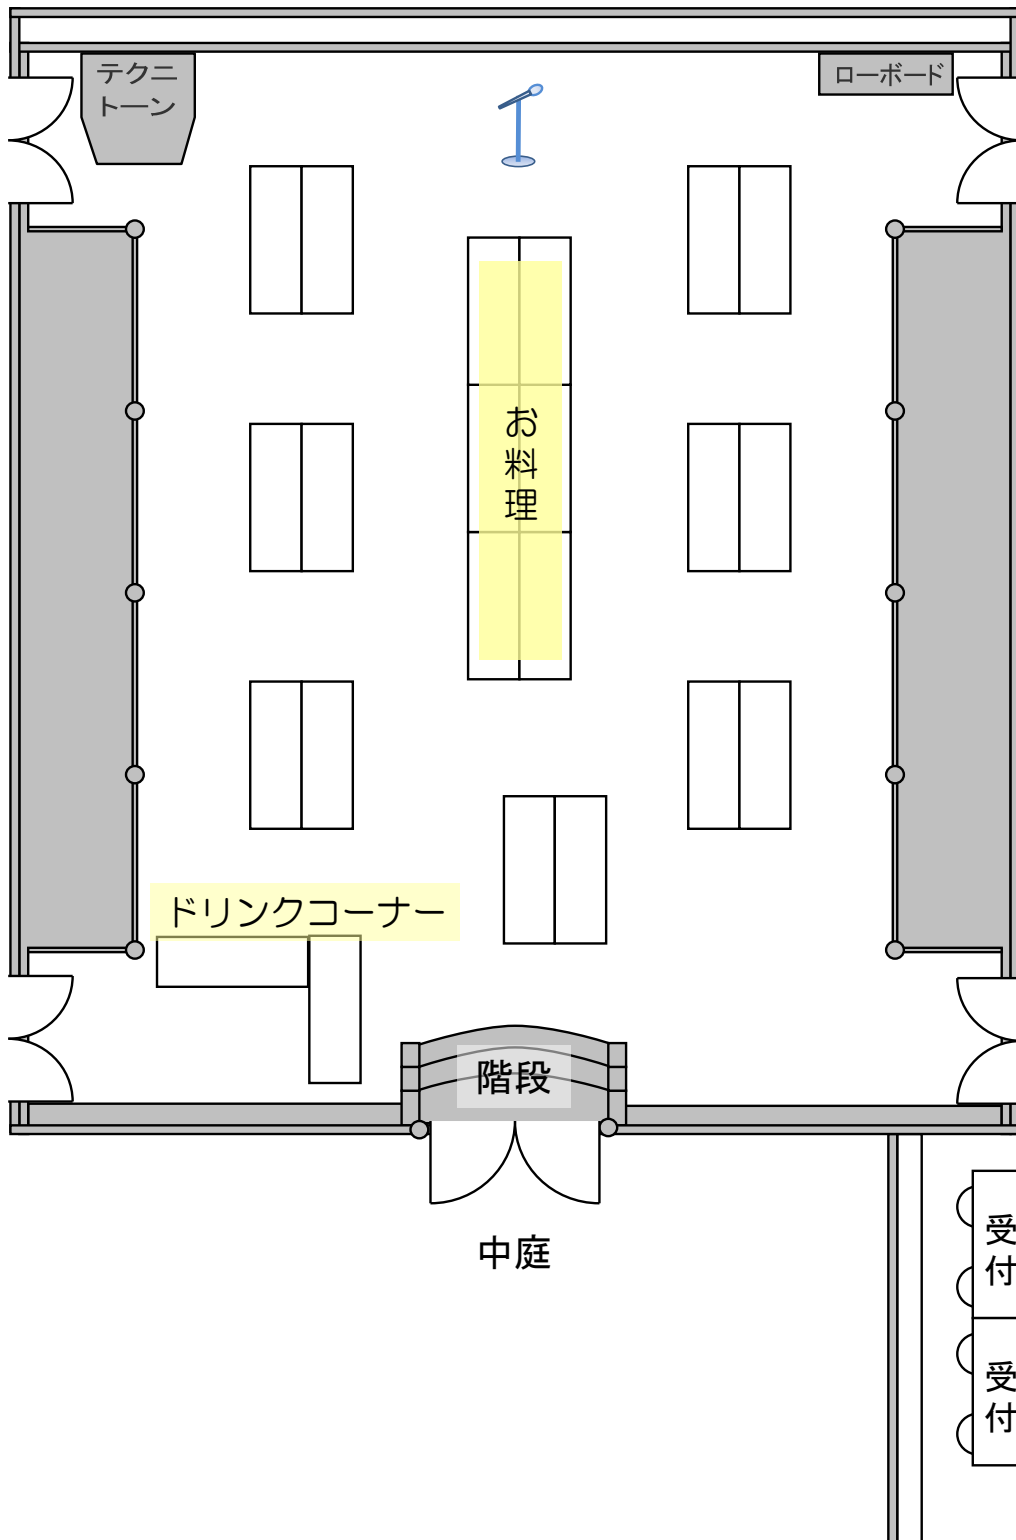 テクニ
トーン
ローボード
お料理
ドリンクコーナー
階段
中庭
受付
受付